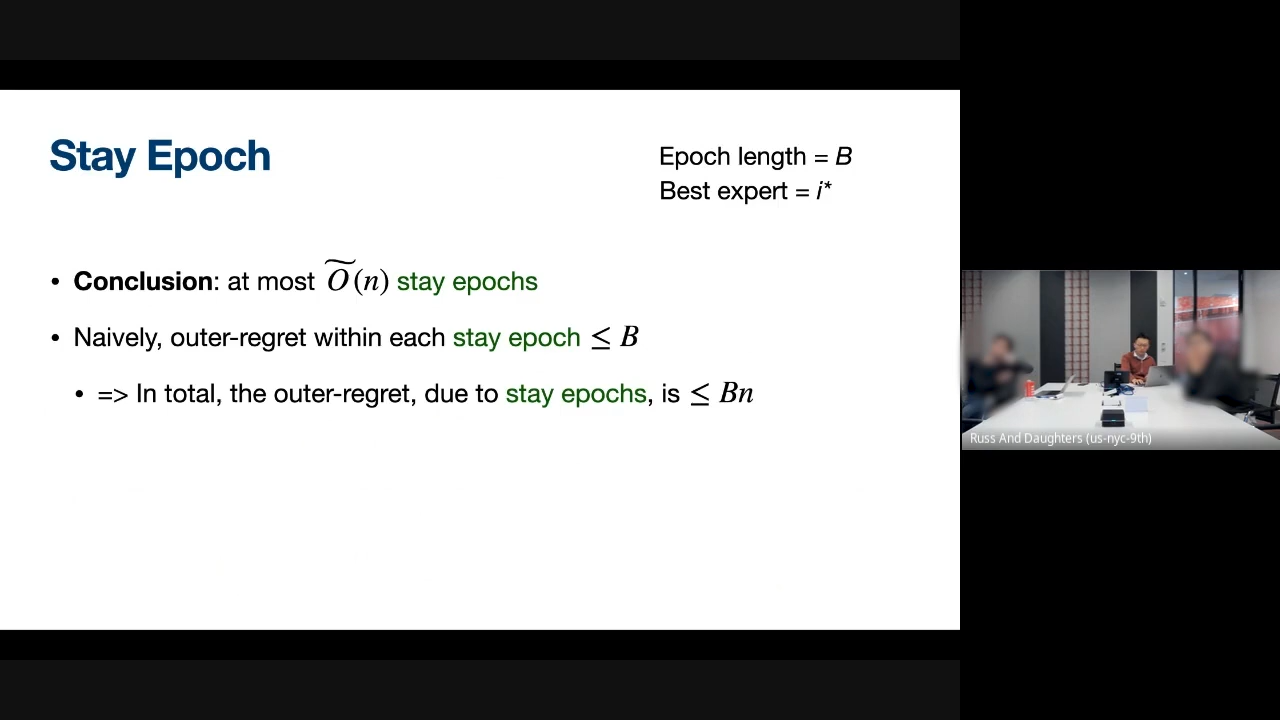 Stay Epoch
Epoch length = B
Best expert = i*
• Conclusion: at most Õ(n) stay epochs
• Naively, outer-regret within each stay epoch ≤ B
• => In total, the outer-regret, due to stay epochs, is ≤ Bn
Russ And Daughters (us-nyc-9th)